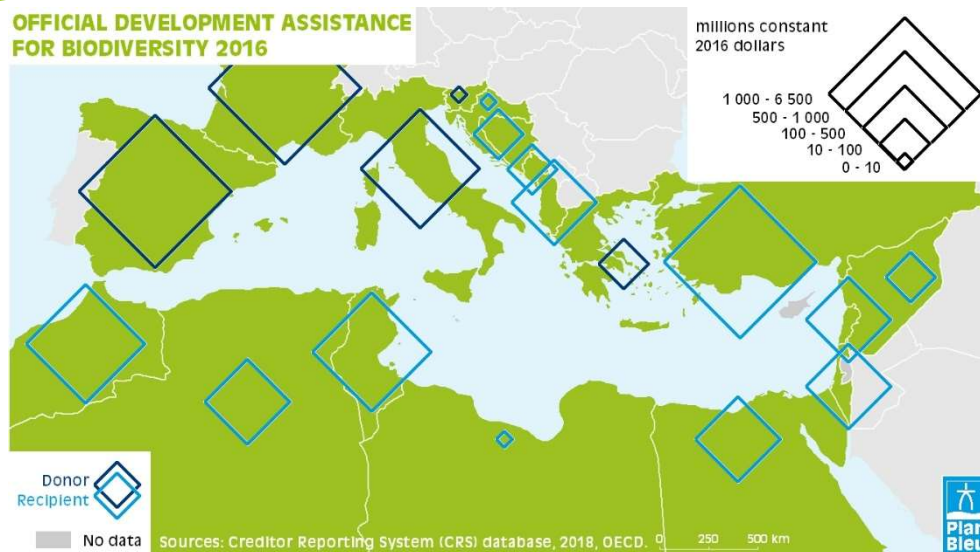 OFFICIAL DEVELOPMENT ASSISTANCE
FOR BIODIVERSITY 2016
millions constant
2016 dollars
1 000 - 6 500
500 - 1 000
100 - 500
10 - 100
0 - 10
Donor
Recipient
No data
Sources: Creditor Reporting System (CRS) database, 2018, OECD.
0 250 500 km
Plan
Bleu